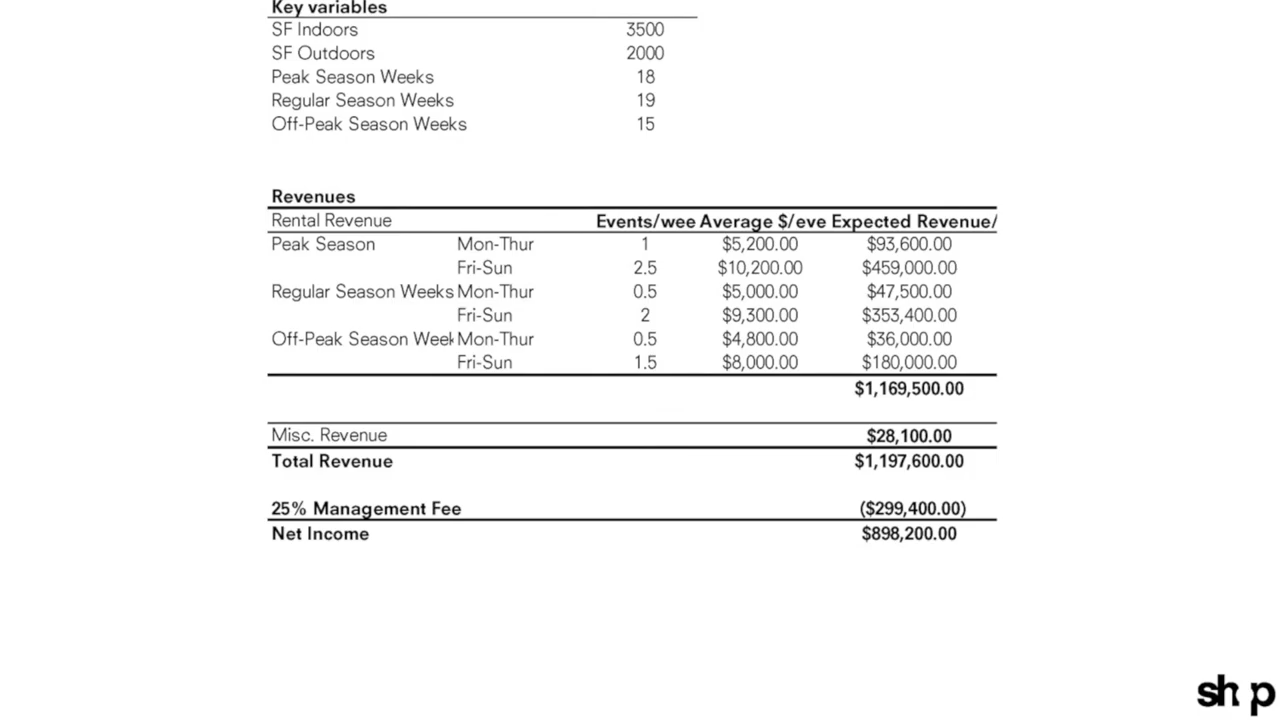 Key variables
SF Indoors 3500
SF Outdoors 2000
Peak Season Weeks 18
Regular Season Weeks 19
Off-Peak Season Weeks 15
Revenues
Rental Revenue Events/wee Average $/eve Expected Revenue/
Peak Season Mon-Thur 1 $5,200.00 $93,600.00
Fri-Sun 2.5 $10,200.00 $459,000.00
Regular Season Weeks Mon-Thur 0.5 $5,000.00 $47,500.00
Fri-Sun 2 $9,300.00 $353,400.00
Off-Peak Season Week Mon-Thur 0.5 $4,800.00 $36,000.00
Fri-Sun 1.5 $8,000.00 $180,000.00
$1,169,500.00
Misc. Revenue $28,100.00
Total Revenue $1,197,600.00
25% Management Fee ($299,400.00)
Net Income $898,200.00